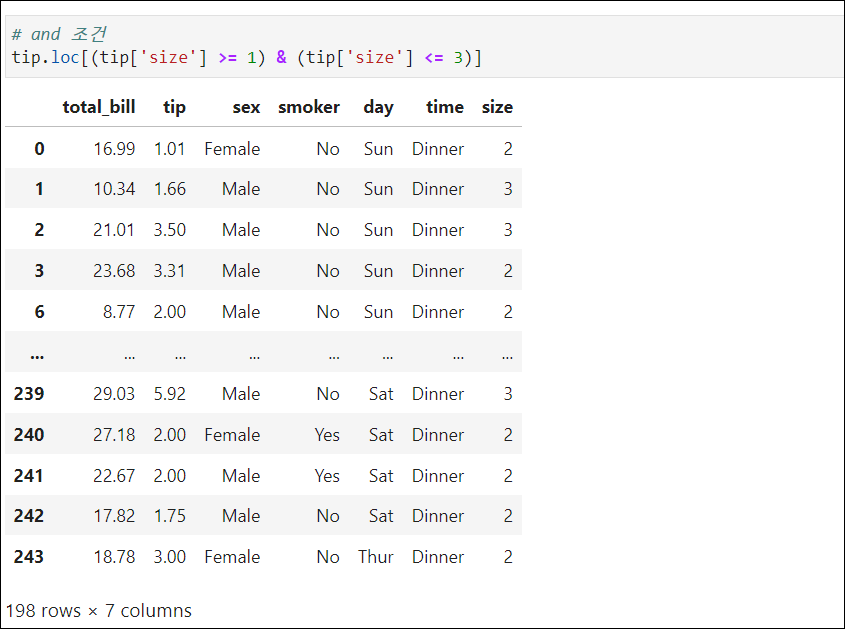 # and 조건
tip.loc[(tip['size'] >= 1) & (tip['size'] <= 3)]
total_bill tip sex smoker day time size
0 16.99 1.01 Female No Sun Dinner 2
1 10.34 1.66 Male No Sun Dinner 3
2 21.01 3.50 Male No Sun Dinner 3
3 23.68 3.31 Male No Sun Dinner 2
6 8.77 2.00 Male No Sun Dinner 2
... ... ... ... ... ... ... ...
239 29.03 5.92 Male No Sat Dinner 3
240 27.18 2.00 Female Yes Sat Dinner 2
241 22.67 2.00 Male Yes Sat Dinner 2
242 17.82 1.75 Male No Sat Dinner 2
243 18.78 3.00 Female No Thur Dinner 2
198 rows × 7 columns